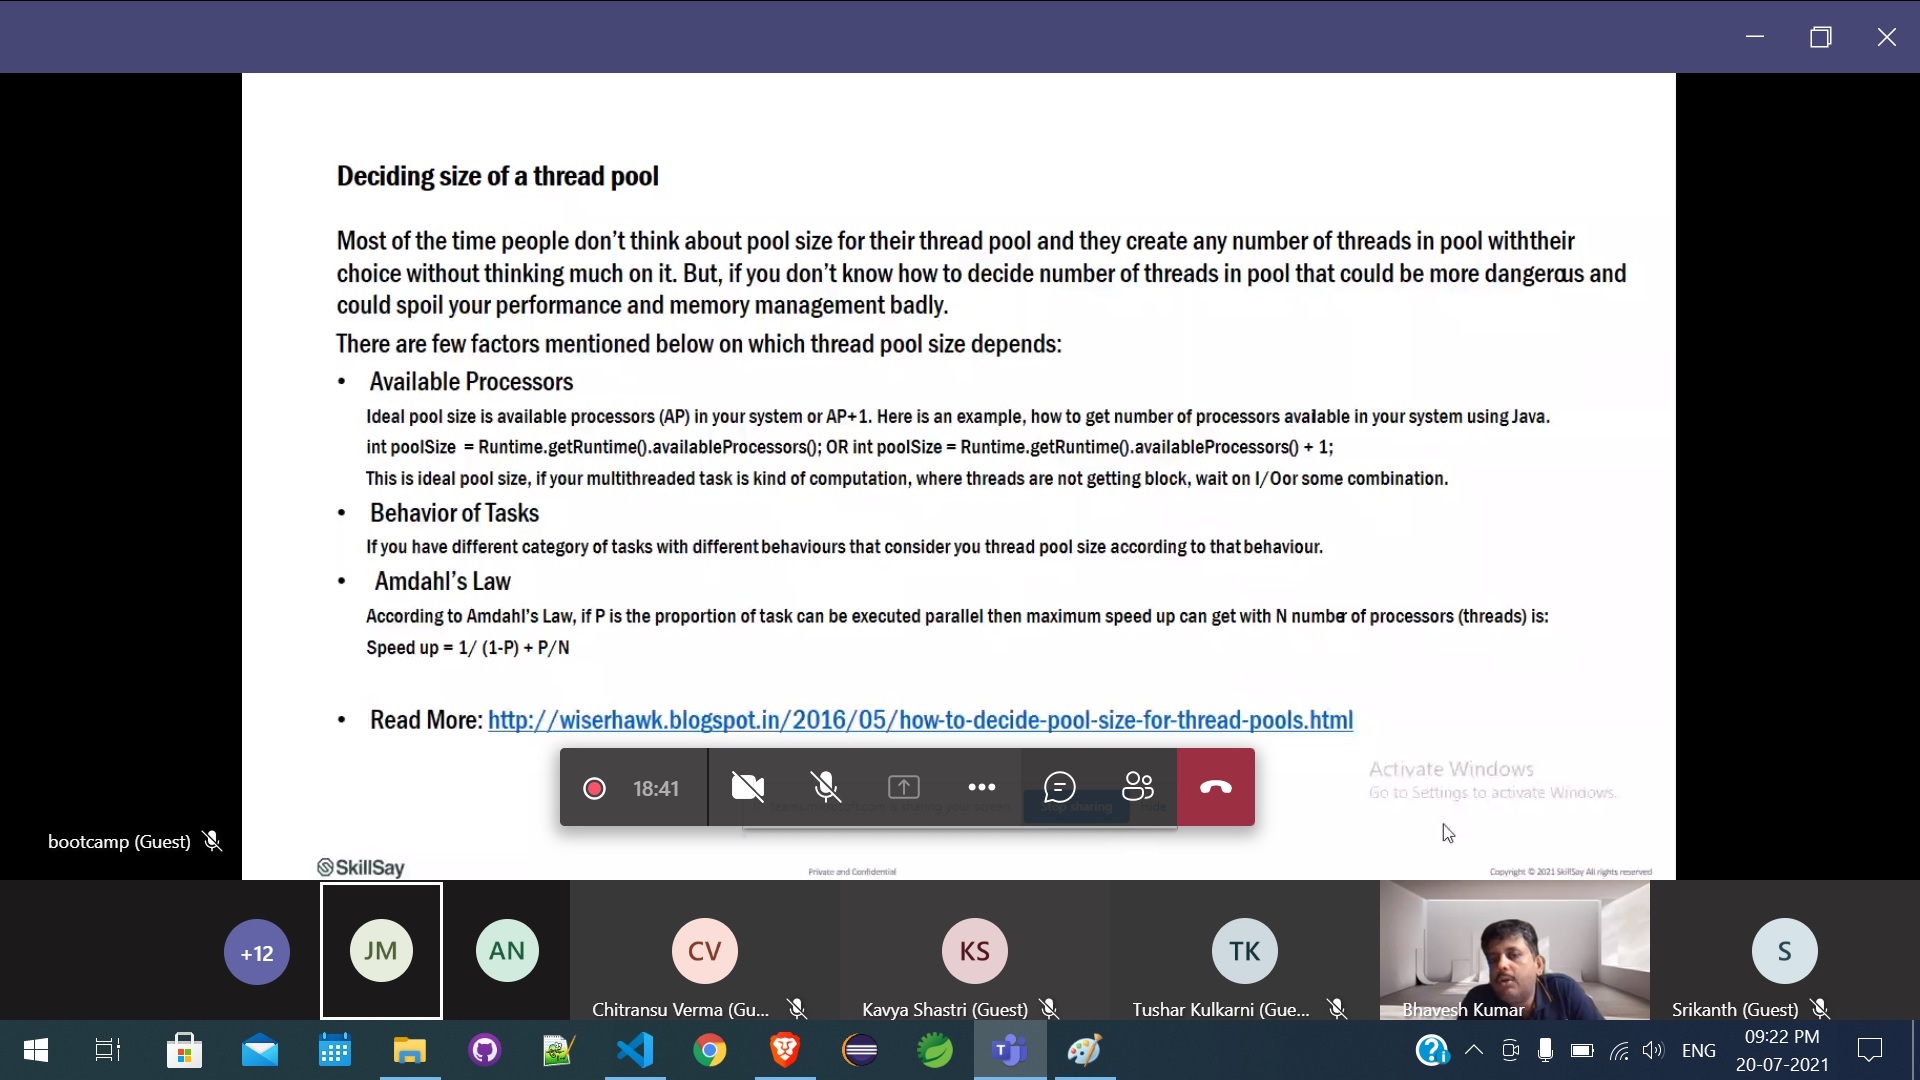 Deciding size of a thread pool
Most of the time people don’t think about pool size for their thread pool and they create any number of threads in pool withtheir
choice without thinking much on it. But, if you don’t know how to decide number of threads in pool that could be more dangerous and
could spoil your performance and memory management badly.
There are few factors mentioned below on which thread pool size depends:
• Available Processors
Ideal pool size is available processors (AP) in your system or AP+1. Here is an example, how to get number of processors available in your system using Java.
int poolSize = Runtime.getRuntime().availableProcessors(); OR int poolSize = Runtime.getRuntime().availableProcessors() + 1;
This is ideal pool size, if your multithreaded task is kind of computation, where threads are not getting block, wait on I/Oor some combination.
• Behavior of Tasks
If you have different category of tasks with different behaviours that consider you thread pool size according to that behaviour.
• Amdahl’s Law
According to Amdahl’s Law, if P is the proportion of task can be executed parallel then maximum speed up can get with N number of processors (threads) is:
Speed up = 1/ (1-P) + P/N
• Read More: http://wiserhawk.blogspot.in/2016/05/how-to-decide-pool-size-for-thread-pools.html
18:41
Stop sharing
Activate Windows
Go to Settings to activate Windows.
bootcamp (Guest)
SkillSay
Private and Confidential
Copyright © 2021 SkillSay All rights reserved
+12
JM
AN
CV
KS
TK
S
Chitransu Verma (Gu...
Kavya Shastri (Guest)
Tushar Kulkarni (Gue...
Bhavesh Kumar
Srikanth (Guest)
ENG
09:22 PM
20-07-2021